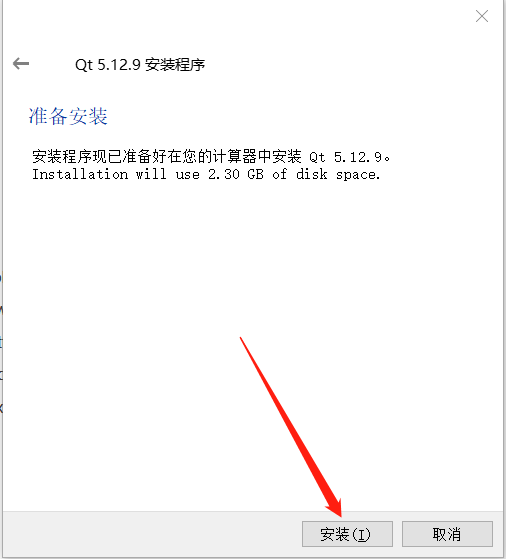 Qt 5.12.9 安装程序
准备安装
安装程序现已准备好在您的计算器中安装 Qt 5.12.9。
Installation will use 2.30 GB of disk space.
安装(I)
取消